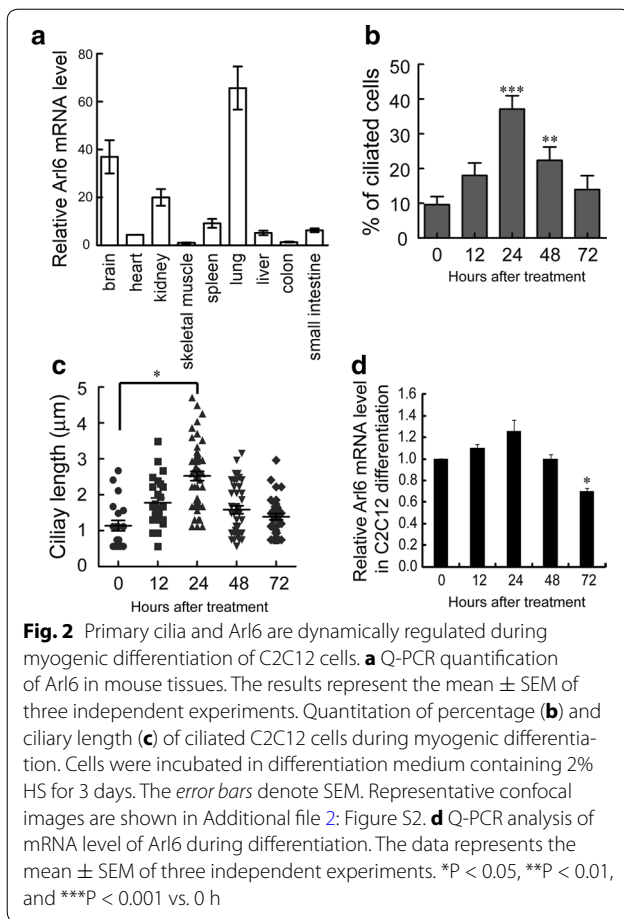 a
80
60
40
20
0
Relative Arl6 mRNA level
brain
heart
kidney
skeletal muscle
spleen
lung
liver
colon
small intestine
b
50
40
30
20
10
0
% of ciliated cells
***
**
0 12 24 48 72
Hours after treatment
c
*
5
4
3
2
1
0
Ciliay length (μm)
0 12 24 48 72
Hours after treatment
d
1.6
1.4
1.2
1.0
0.8
0.6
0.4
0.2
0.0
Relative Arl6 mRNA level
in C2C12 differentiation
*
0 12 24 48 72
Hours after treatment
Fig. 2 Primary cilia and Arl6 are dynamically regulated during
myogenic differentiation of C2C12 cells. a Q-PCR quantification
of Arl6 in mouse tissues. The results represent the mean ± SEM of
three independent experiments. Quantitation of percentage (b) and
ciliary length (c) of ciliated C2C12 cells during myogenic differentia-
tion. Cells were incubated in differentiation medium containing 2%
HS for 3 days. The error bars denote SEM. Representative confocal
images are shown in Additional file 2: Figure S2. d Q-PCR analysis of
mRNA level of Arl6 during differentiation. The data represents the
mean ± SEM of three independent experiments. *P < 0.05, **P < 0.01,
and ***P < 0.001 vs. 0 h